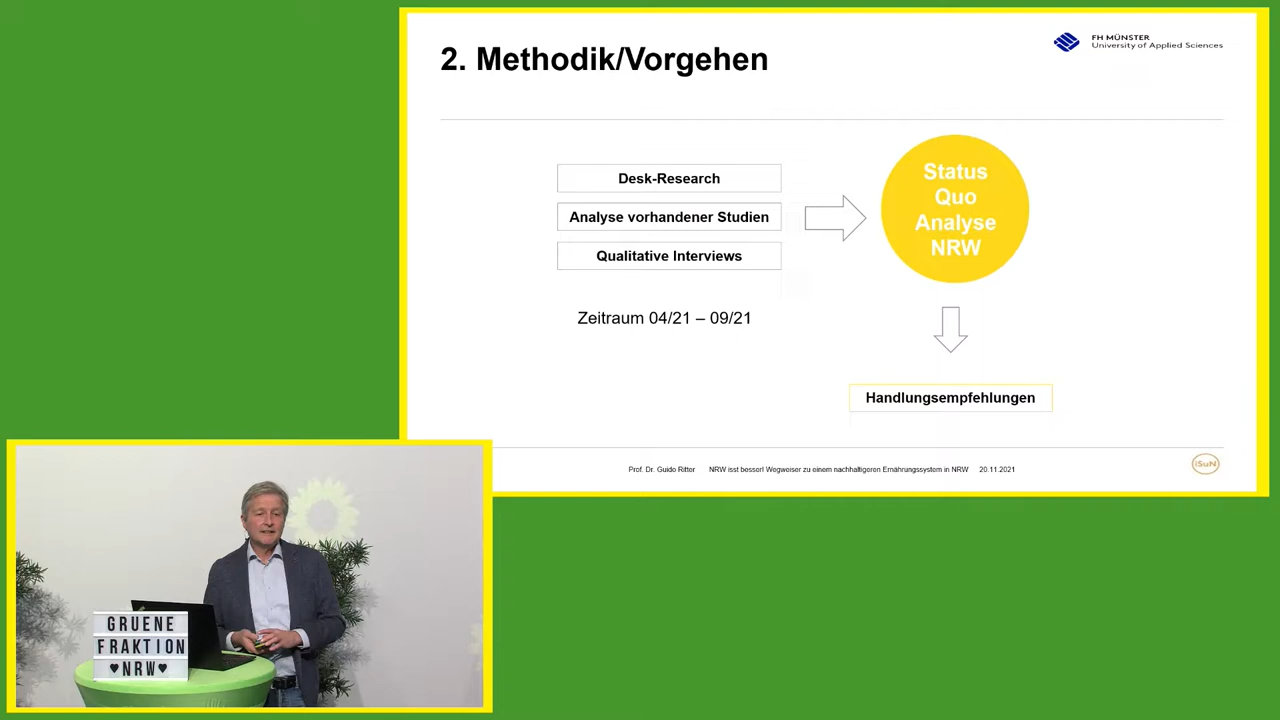 2. Methodik/Vorgehen
FH MÜNSTER
University of Applied Sciences
Desk-Research
Analyse vorhandener Studien
Qualitative Interviews
Zeitraum 04/21 – 09/21
Status
Quo
Analyse
NRW
Handlungsempfehlungen
Prof. Dr. Guido Ritter NRW isst besser! Wegweiser zu einem nachhaltigeren Ernährungssystem in NRW 20.11.2021
iSuN
GRUENE
FRAKTION
♥NRW♥